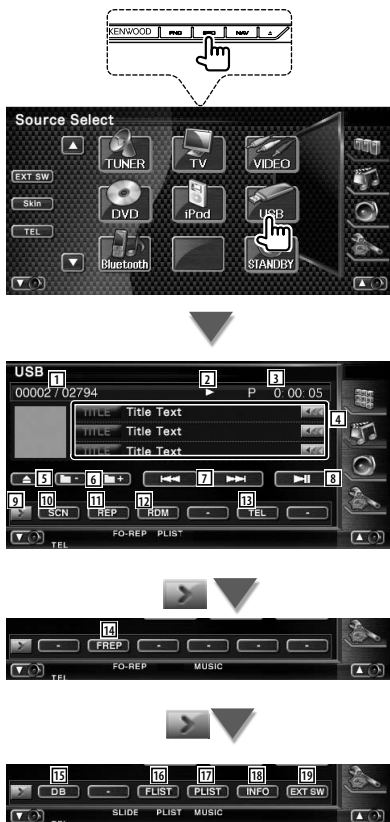 KENWOOD FNC SRC NAV
Source Select
TUNER TV VIDEO
EXT SW
Skin
DVD iPod USB
TEL
Bluetooth STANDBY
USB
1 2 3
00002 / 02794 P 0: 00: 05
TITLE Title Text 4
TITLE Title Text
TITLE Title Text
5 - 6 + 7 8
9 10 11 12 13
SCN REP RDM - TEL -
FO-REP PLIST
TEL
14
- FREP - - - -
FO-REP MUSIC
TEL
15 16 17 18 19
DB - FLIST PLIST INFO EXT SW
SLIDE PLIST MUSIC